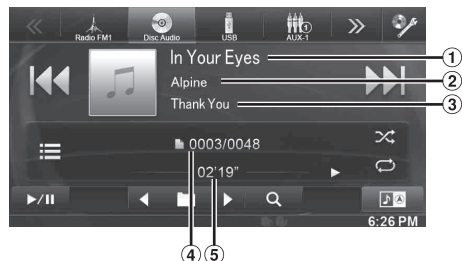 Radio FM1 Disc Audio USB AUX-1
In Your Eyes ①
Alpine ②
Thank You ③
0003/0048
02'19"
6:26 PM
④ ⑤